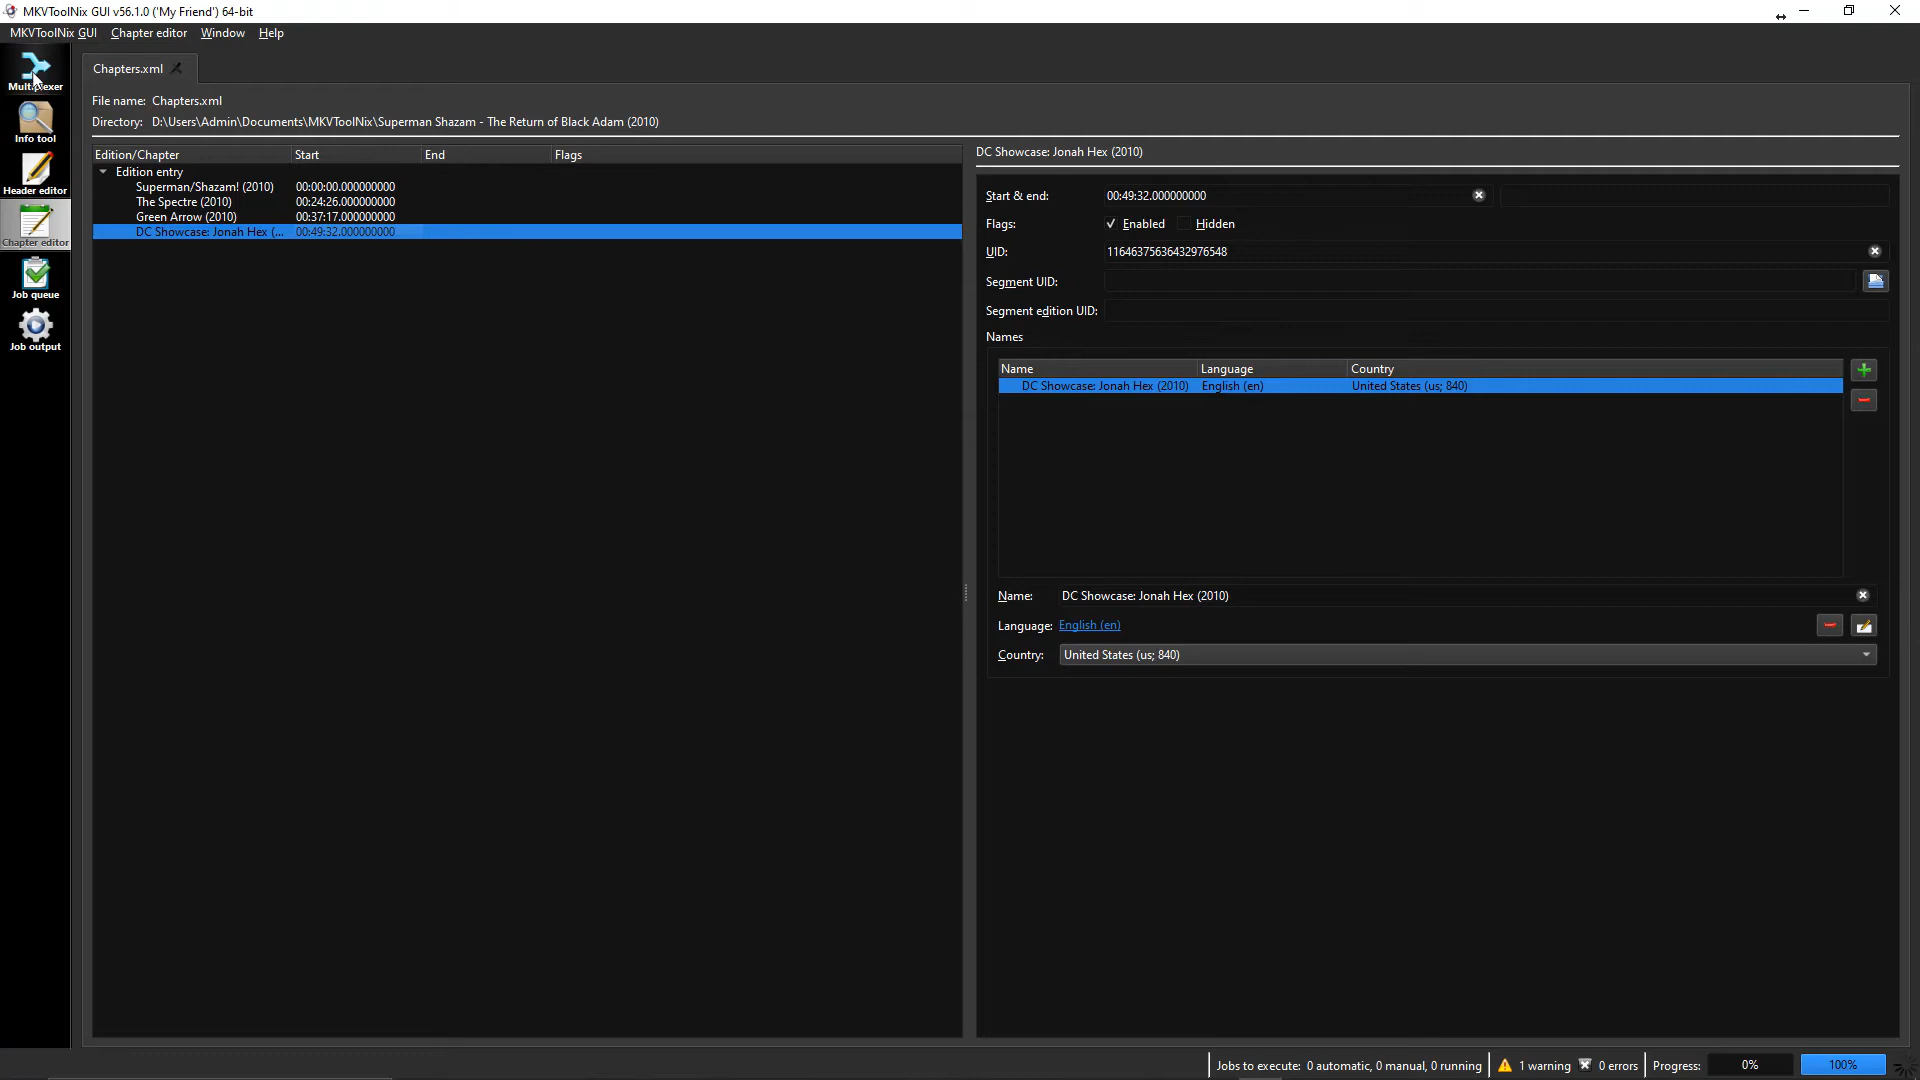 MKVToolNix GUI v56.1.0 ('My Friend') 64-bit
MKVToolNix GUI Chapter editor Window Help
Multiplexer
Info tool
Header editor
Chapter editor
Job queue
Job output
Chapters.xml
File name: Chapters.xml
Directory: D:\Users\Admin\Documents\MKVToolNix\Superman Shazam - The Return of Black Adam (2010)
Edition/Chapter Start End Flags
Edition entry
Superman/Shazam! (2010) 00:00:00.000000000
The Spectre (2010) 00:24:26.000000000
Green Arrow (2010) 00:37:17.000000000
DC Showcase: Jonah Hex (... 00:49:32.000000000
DC Showcase: Jonah Hex (2010)
Start & end: 00:49:32.000000000
Flags: Enabled Hidden
UID: 11646375636432976548
Segment UID:
Segment edition UID:
Names
Name Language Country
DC Showcase: Jonah Hex (2010) English (en) United States (us; 840)
Name: DC Showcase: Jonah Hex (2010)
Language: English (en)
Country: United States (us; 840)
Jobs to execute: 0 automatic, 0 manual, 0 running 1 warning 0 errors Progress: 0% 100%